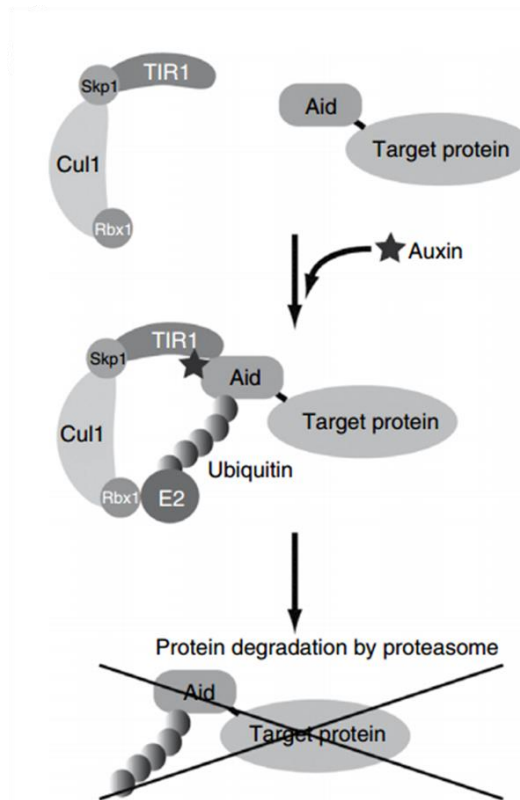 TIR1
Skp1
Aid
Cul1
Target protein
Rbx1
Auxin
TIR1
Skp1
Aid
Cul1
Target protein
Ubiquitin
Rbx1
E2
Protein degradation by proteasome
Aid
Target protein